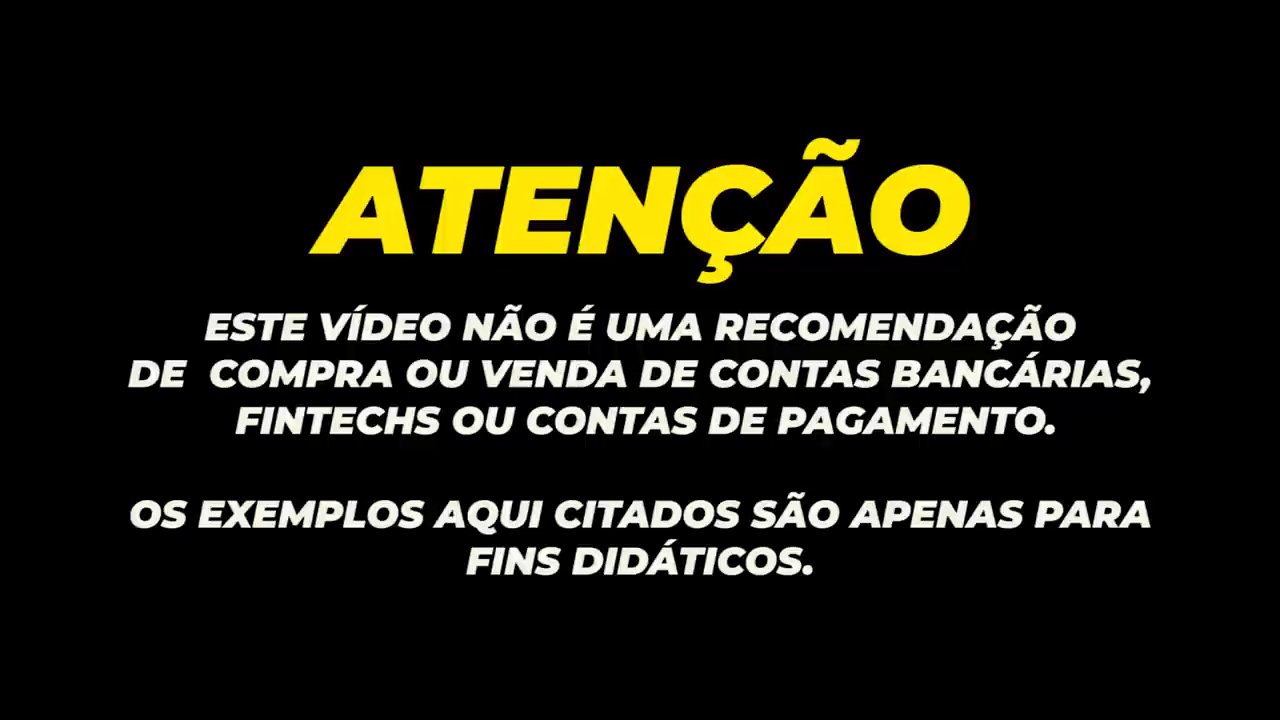 ATENÇÃO
ESTE VÍDEO NÃO É UMA RECOMENDAÇÃO
DE COMPRA OU VENDA DE CONTAS BANCÁRIAS,
FINTECHS OU CONTAS DE PAGAMENTO.
OS EXEMPLOS AQUI CITADOS SÃO APENAS PARA
FINS DIDÁTICOS.